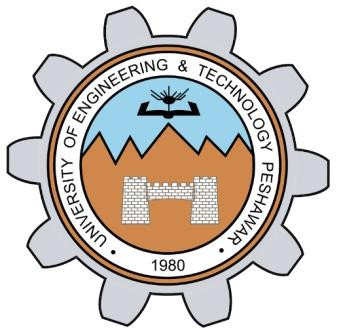 UNIVERSITY OF ENGINEERING & TECHNOLOGY PESHAWAR
1980